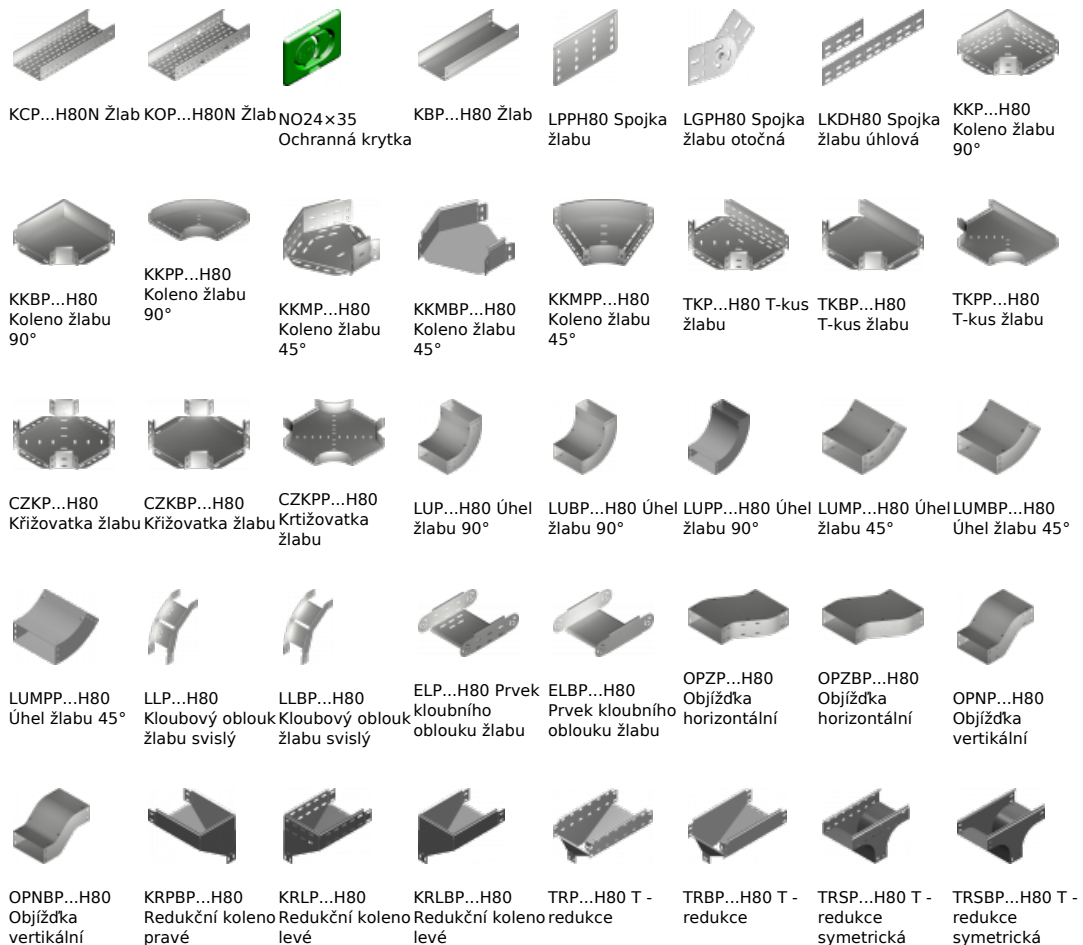 KCP...H80N Žlab
KOP...H80N Žlab
NO24×35
Ochranná krytka
KBP...H80 Žlab
LPPH80 Spojka
žlabu
LGPH80 Spojka
žlabu otočná
LKDH80 Spojka
žlabu úhlová
KKP...H80
Koleno žlabu
90°
KKBP...H80
Koleno žlabu
90°
KKPP...H80
Koleno žlabu
90°
KKMP...H80
Koleno žlabu
45°
KKMBP...H80
Koleno žlabu
45°
KKMPP...H80
Koleno žlabu
45°
TKP...H80 T-kus
žlabu
TKBP...H80
T-kus žlabu
TKPP...H80
T-kus žlabu
CZKP...H80
Křižovatka žlabu
CZKBP...H80
Křižovatka žlabu
CZKPP...H80
Krtižovatka
žlabu
LUP...H80 Úhel
žlabu 90°
LUBP...H80 Úhel
žlabu 90°
LUPP...H80 Úhel
žlabu 90°
LUMP...H80 Úhel
žlabu 45°
LUMBP...H80
Úhel žlabu 45°
LUMPP...H80
Úhel žlabu 45°
LLP...H80
Kloubový oblouk
žlabu svislý
LLBP...H80
Kloubový oblouk
žlabu svislý
ELP...H80 Prvek
kloubního
oblouku žlabu
ELBP...H80
Prvek kloubního
oblouku žlabu
OPZP...H80
Objížďka
horizontální
OPZBP...H80
Objížďka
horizontální
OPNP...H80
Objížďka
vertikální
OPNBP...H80
Objížďka
vertikální
KRPBP...H80
Redukční koleno
pravé
KRLP...H80
Redukční koleno
levé
KRLBP...H80
Redukční koleno
levé
TRP...H80 T -
redukce
TRBP...H80 T -
redukce
TRSP...H80 T -
redukce
symetrická
TRSBP...H80 T -
redukce
symetrická